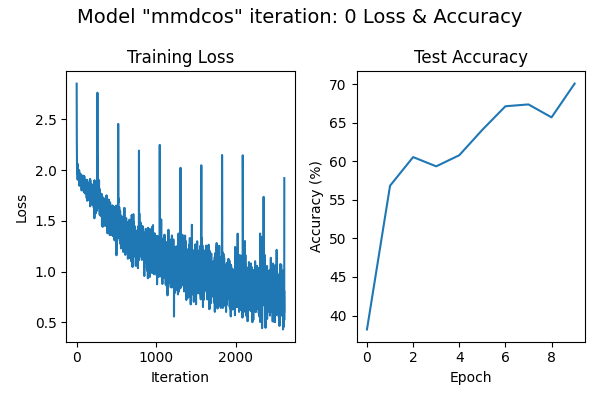 Model "mmdcos" iteration: 0 Loss & Accuracy
Training Loss
Loss
2.5
2.0
1.5
1.0
0.5
0 1000 2000
Iteration
Test Accuracy
Accuracy (%)
70
65
60
55
50
45
40
0 2 4 6 8
Epoch